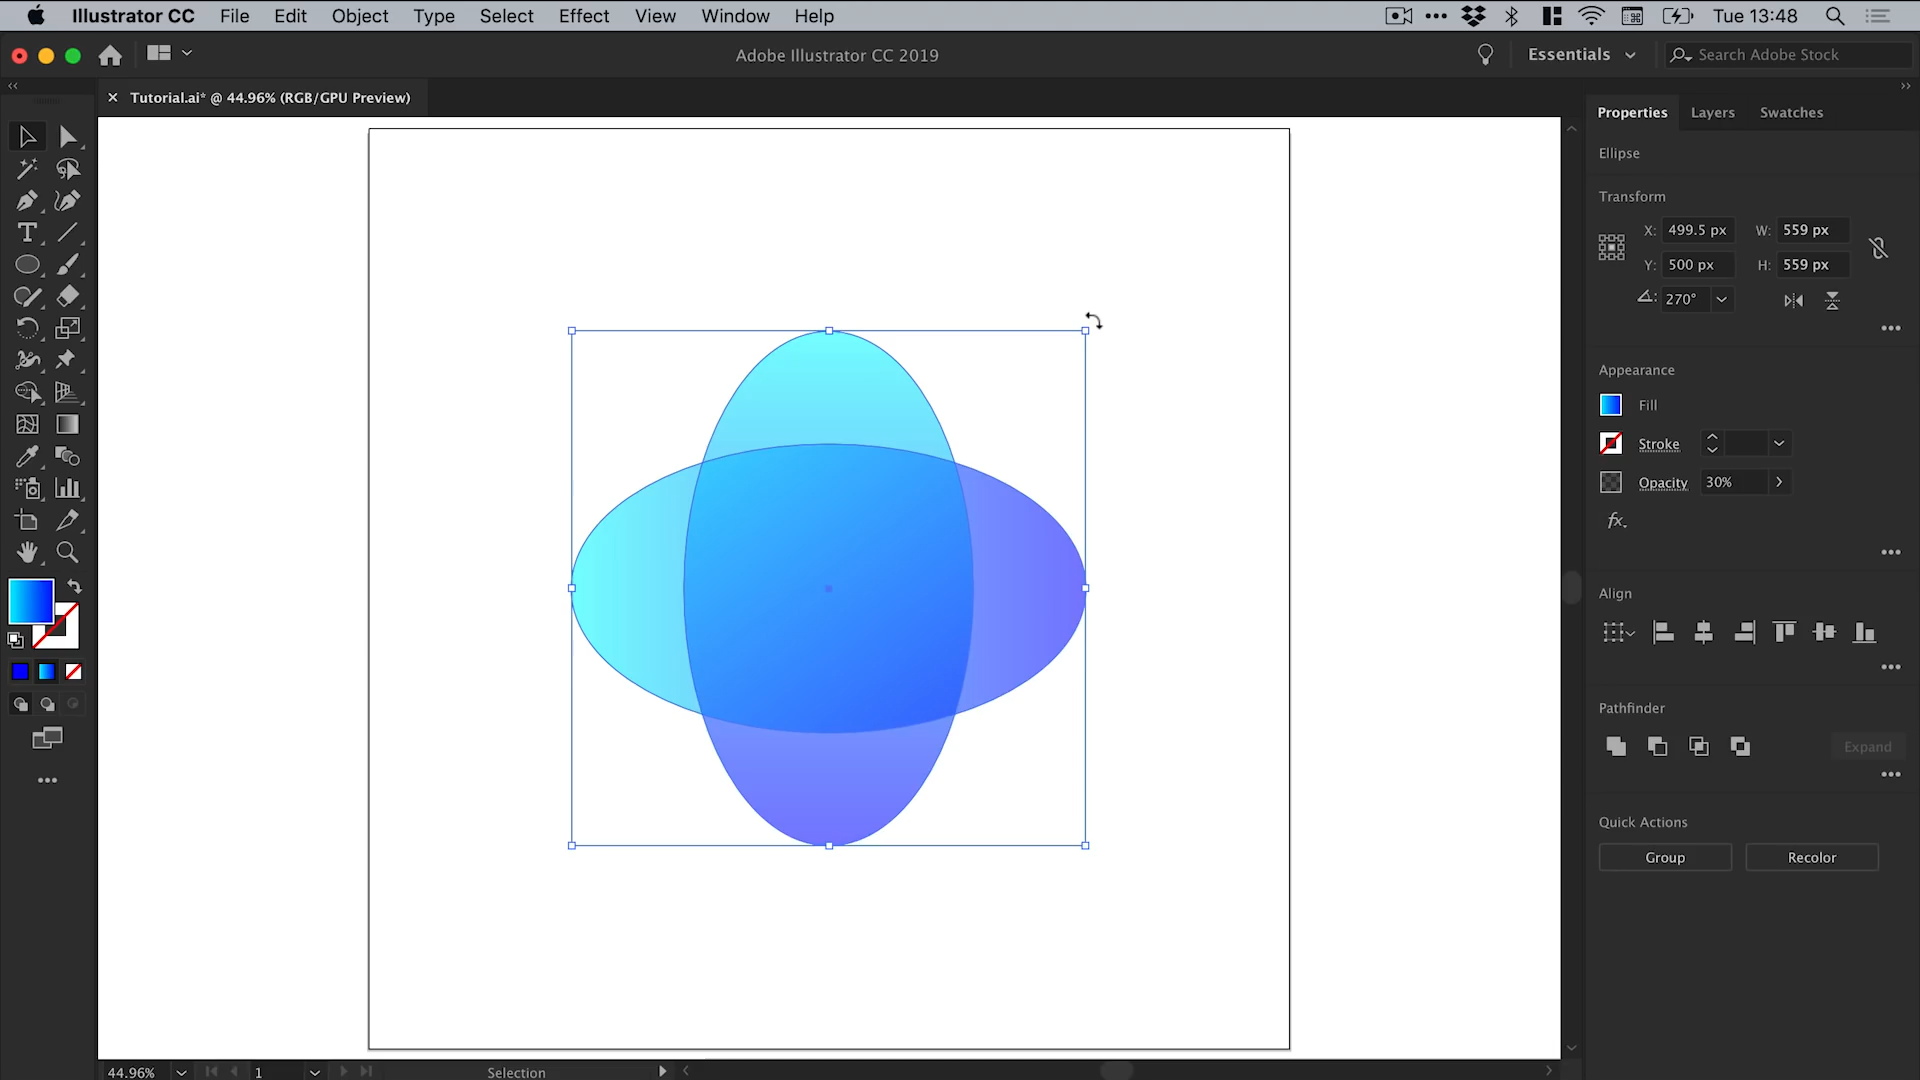 Illustrator CC File Edit Object Type Select Effect View Window Help Tue 13:48
Adobe Illustrator CC 2019 Essentials Search Adobe Stock
Tutorial.ai* @ 44.96% (RGB/GPU Preview)
Properties Layers Swatches
Ellipse
Transform
X: 499.5 px W: 559 px
Y: 500 px H: 559 px
270°
Appearance
Fill
Stroke
Opacity 30%
fx.
Align
Pathfinder
Expand
Quick Actions
Group Recolor
44.96% 1 Selection